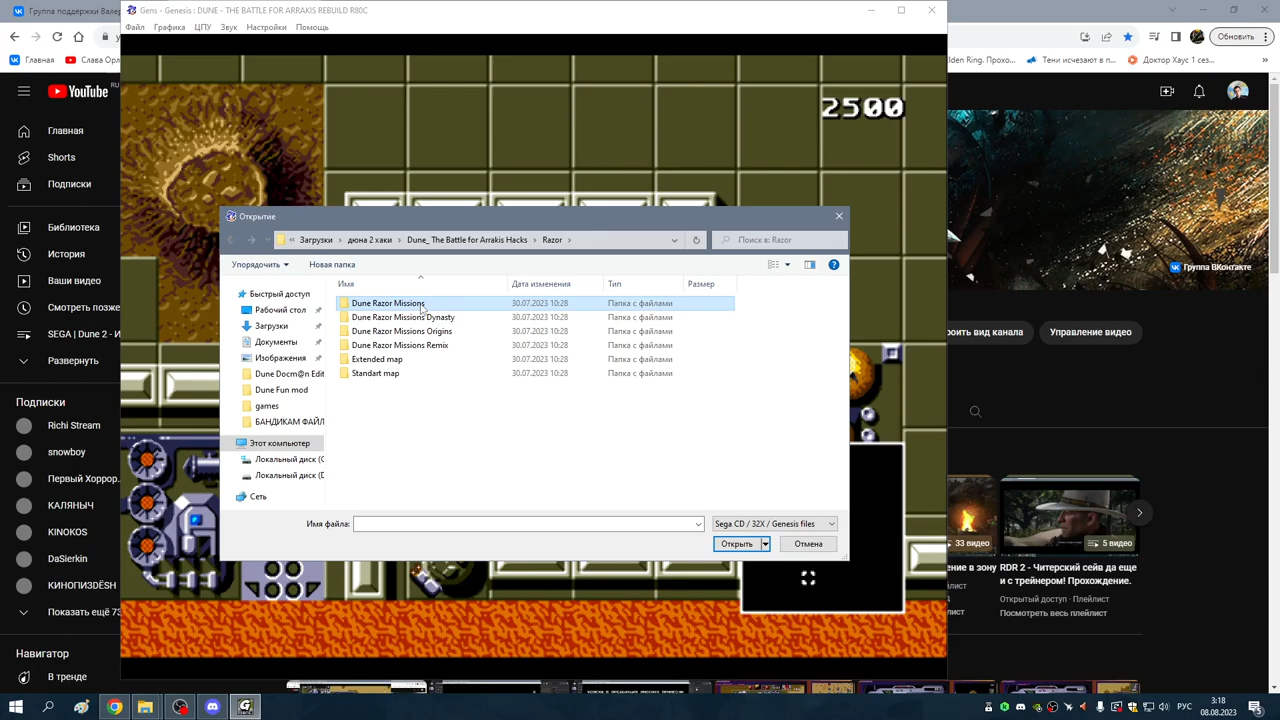 Gens - Genesis : DUNE - THE BATTLE FOR ARRAKIS REBUILD R80C
Файл Графика ЦПУ Звук Настройки Помощь
Обновить
Главная Слава Орло
lden Ring. Прохо... Тени исчезают в п... Доктор Хаус 1 сез... »
YouTube RU
2500
Главная
Shorts
Подписки
Библиотека
История
Ваши видео
Смотреть позже
SEGA | ДЕНДИ
Развернуть
Подписки
Richi Stream
snowboy
Первый Хоррор...
КАНАЛЬЯ
KINOKOS
DaSlerkin
КИНОПИЗДЁНЫ
Показать ещё 73
Навигатор
В тренде
Открытие
« Загрузки › дюна 2 хаки › Dune_ The Battle for Arrakis Hacks › Razor ›
Поиск в: Razor
Упорядочить Новая папка
Имя Дата изменения Тип Размер
Dune Razor Missions 30.07.2023 10:28 Папка с файлами
Dune Razor Missions Dynasty 30.07.2023 10:28 Папка с файлами
Dune Razor Missions Origins 30.07.2023 10:28 Папка с файлами
Dune Razor Missions Remix 30.07.2023 10:28 Папка с файлами
Extended map 30.07.2023 10:28 Папка с файлами
Standart map 30.07.2023 10:28 Папка с файлами
Быстрый доступ
Рабочий стол
Загрузки
Документы
Изображения
Dune Docm@n Edit
Dune Fun mod
games
БАНДИКАМ ФАЙЛ
Этот компьютер
Локальный диск (C
Локальный диск (D
Сеть
Имя файла: Sega CD / 32X / Genesis files
Открыть Отмена
Группа ВКонтакте
вид канала Управление видео
33 видео 5 видео
дение в зону RDR 2 - Читерский сейв да еще
и с трейнером! Прохождение.
Открытый доступ • Плейлист
Посмотреть весь плейлист
РУС 3:18
08.08.2023